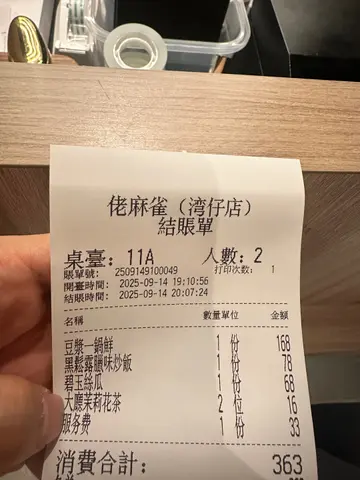 佬麻雀（湾仔店）
結賬單
桌臺：11A 人數：2
賬單號： 2509149100049 打印次數： 1
開臺時間： 2025-09-14 19:10:56
結賬時間： 2025-09-14 20:07:24
名稱 數量單位 金額
豆漿一鍋鮮 1 份 168
黑鬆露臘味炒飯 1 份 78
碧玉絲瓜 1 份 68
大廳茉莉花茶 2 位 16
服务费 1 份 33
消費合計： 363